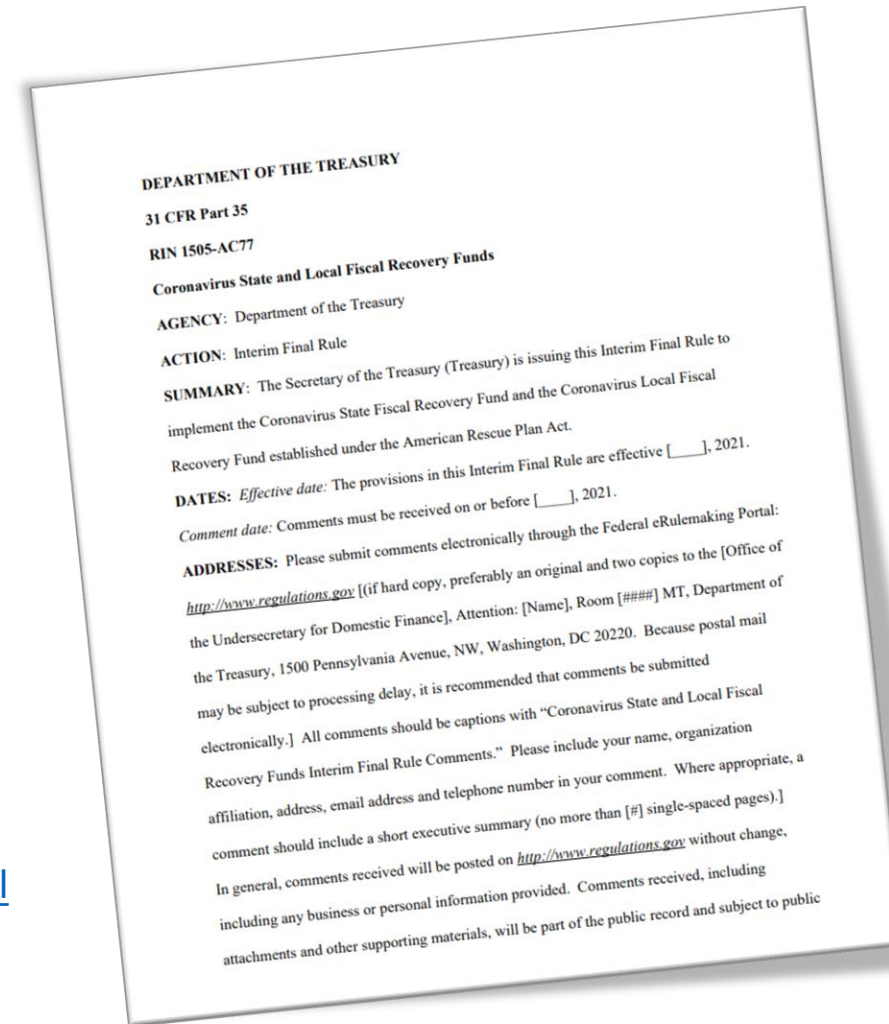 DEPARTMENT OF THE TREASURY
31 CFR Part 35
RIN 1505-AC77
Coronavirus State and Local Fiscal Recovery Funds
AGENCY: Department of the Treasury
ACTION: Interim Final Rule
SUMMARY: The Secretary of the Treasury (Treasury) is issuing this Interim Final Rule to
implement the Coronavirus State Fiscal Recovery Fund and the Coronavirus Local Fiscal
Recovery Fund established under the American Rescue Plan Act.
DATES: Effective date: The provisions in this Interim Final Rule are effective [____], 2021.
Comment date: Comments must be received on or before [____], 2021.
ADDRESSES: Please submit comments electronically through the Federal eRulemaking Portal:
http://www.regulations.gov [(if hard copy, preferably an original and two copies to the [Office of
the Undersecretary for Domestic Finance], Attention: [Name], Room [####] MT, Department of
the Treasury, 1500 Pennsylvania Avenue, NW, Washington, DC 20220. Because postal mail
may be subject to processing delay, it is recommended that comments be submitted
electronically.] All comments should be captions with “Coronavirus State and Local Fiscal
Recovery Funds Interim Final Rule Comments.” Please include your name, organization
affiliation, address, email address and telephone number in your comment. Where appropriate, a
comment should include a short executive summary (no more than [#] single-spaced pages).]
In general, comments received will be posted on http://www.regulations.gov without change,
including any business or personal information provided. Comments received, including
attachments and other supporting materials, will be part of the public record and subject to public